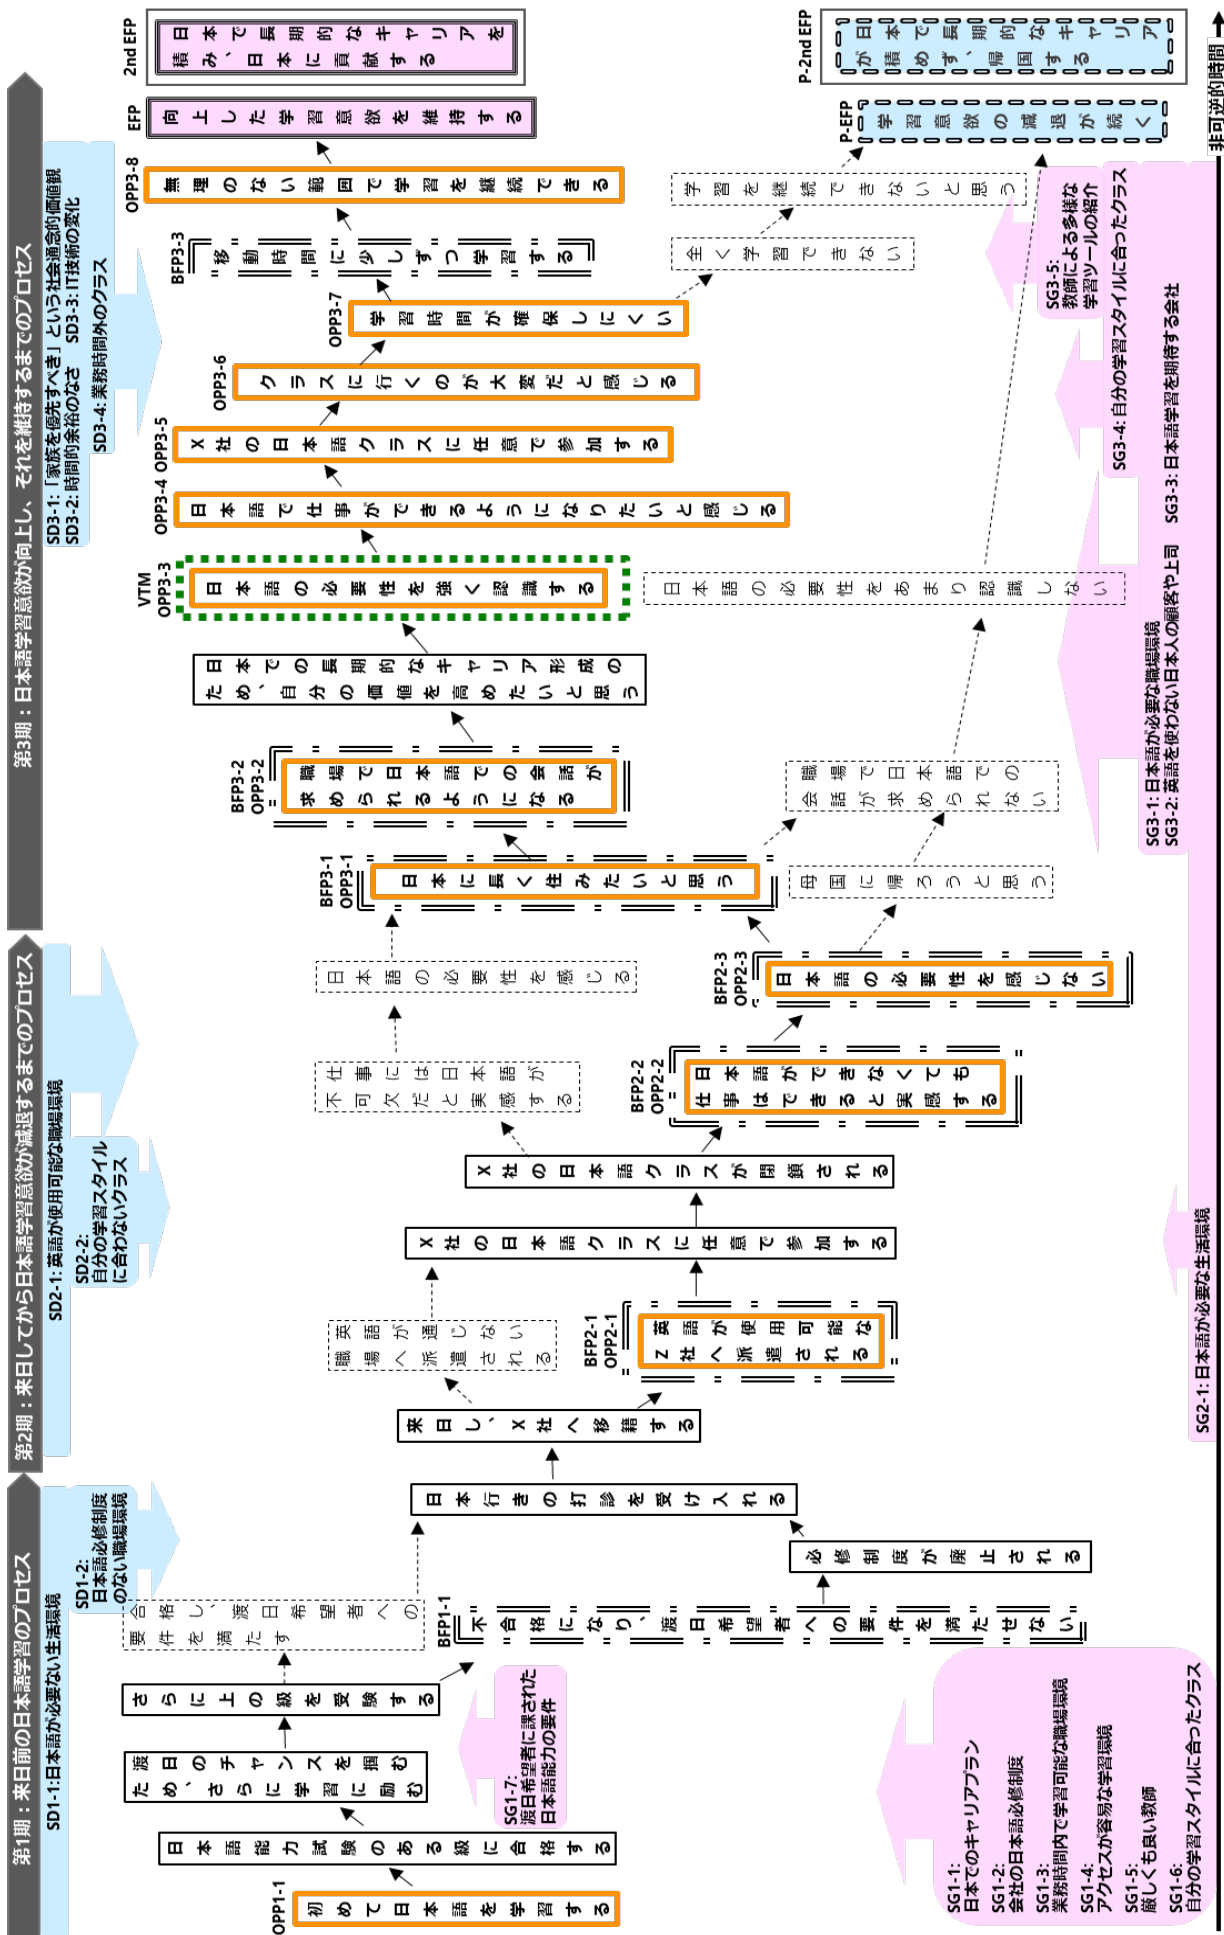 第1期：来日前の日本語学習のプロセス
第2期：来日してから日本語学習意欲が減退するまでのプロセス
第3期：日本語学習意欲が向上し、それを維持するまでのプロセス
SD1-1:日本語が必要ない生活環境
SD1-2:
日本語必修制度
のない職場環境
SD2-1: 英語が使用可能な職場環境
SD2-2:
自分の学習スタイル
に合わないクラス
SD3-1:「家族を優先すべき」という社会通念的価値観
SD3-2: 時間的余裕のなさ　SD3-3: IT技術の変化
SD3-4: 業務時間外のクラス
OPP1-1
初めて日本語を学習する
日本語能力試験のある級に合格する
渡日のチャンスを掴む
ため、さらに学習に励む
さらに上の級を受験する
合格し、渡日希望者への
要件を満たす
BFP1-1
不合格になり、渡日希望者への要件を満たせない
必修制度が廃止される
日本行きの打診を受け入れる
来日し、X社へ移籍する
英語が通じない
職場へ派遣される
BFP2-1
OPP2-1
英語が使用可能な
Z社へ派遣される
X社の日本語クラスに任意で参加する
X社の日本語クラスが閉鎖される
仕事には日本語が
不可欠だと実感する
BFP2-2
OPP2-2
日本語ができなくても
仕事はできると実感する
日本語の必要性を感じる
BFP2-3
OPP2-3
日本語の必要性を感じない
BFP3-1
OPP3-1
日本に長く住みたいと思う
母国に帰ろうと思う
BFP3-2
OPP3-2
職場で日本語での会話が
求められるようになる
職場で日本語での
会話が求められない
日本での長期的なキャリア形成の
ため、自分の価値を高めたいと思う
VTM
OPP3-3
日本語の必要性を強く認識する
日本語の必要性をあまり認識しない
OPP3-4
日本語で仕事ができるようになりたいと感じる
OPP3-5
X社の日本語クラスに任意で参加する
OPP3-6
クラスに行くのが大変だと感じる
OPP3-7
学習時間が確保しにくい
BFP3-3
移動時間に少しずつ学習する
全く学習できない
OPP3-8
無理のない範囲で学習を継続できる
学習を継続できないと思う
EFP
向上した学習意欲を維持する
P-EFP
学習意欲の減退が続く
2nd EFP
日本で長期的なキャリアを
積み、日本に貢献する
P-2nd EFP
日本で長期的なキャリア
が積めず、帰国する
SG1-7:
渡日希望者に課された
日本語能力の要件
SG1-1:
日本でのキャリアプラン
SG1-2:
会社の日本語必修制度
SG1-3:
業務時間内で学習可能な職場環境
SG1-4:
アクセスが容易な学習環境
SG1-5:
厳しくも良い教師
SG1-6:
自分の学習スタイルに合ったクラス
SG2-1: 日本語が必要な生活環境
SG3-1: 日本語が必要な職場環境
SG3-2: 英語を使わない日本人の顧客や上司　SG3-3: 日本語学習を期待する会社
SG3-4: 自分の学習スタイルに合ったクラス
SG3-5:
教師による多様な
学習ツールの紹介
非可逆的時間